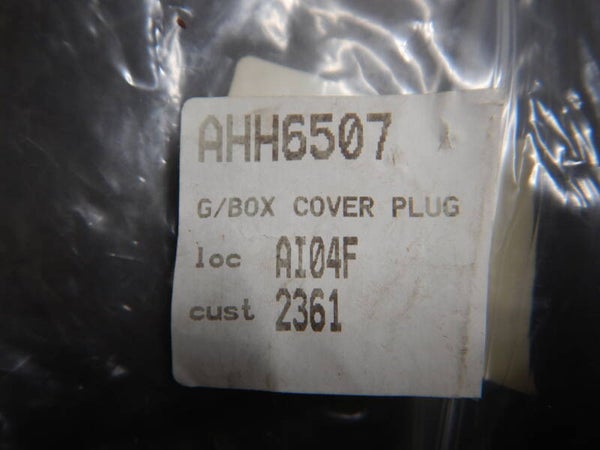 AHH6507
G/BOX COVER PLUG
loc AI04F
cust 2361